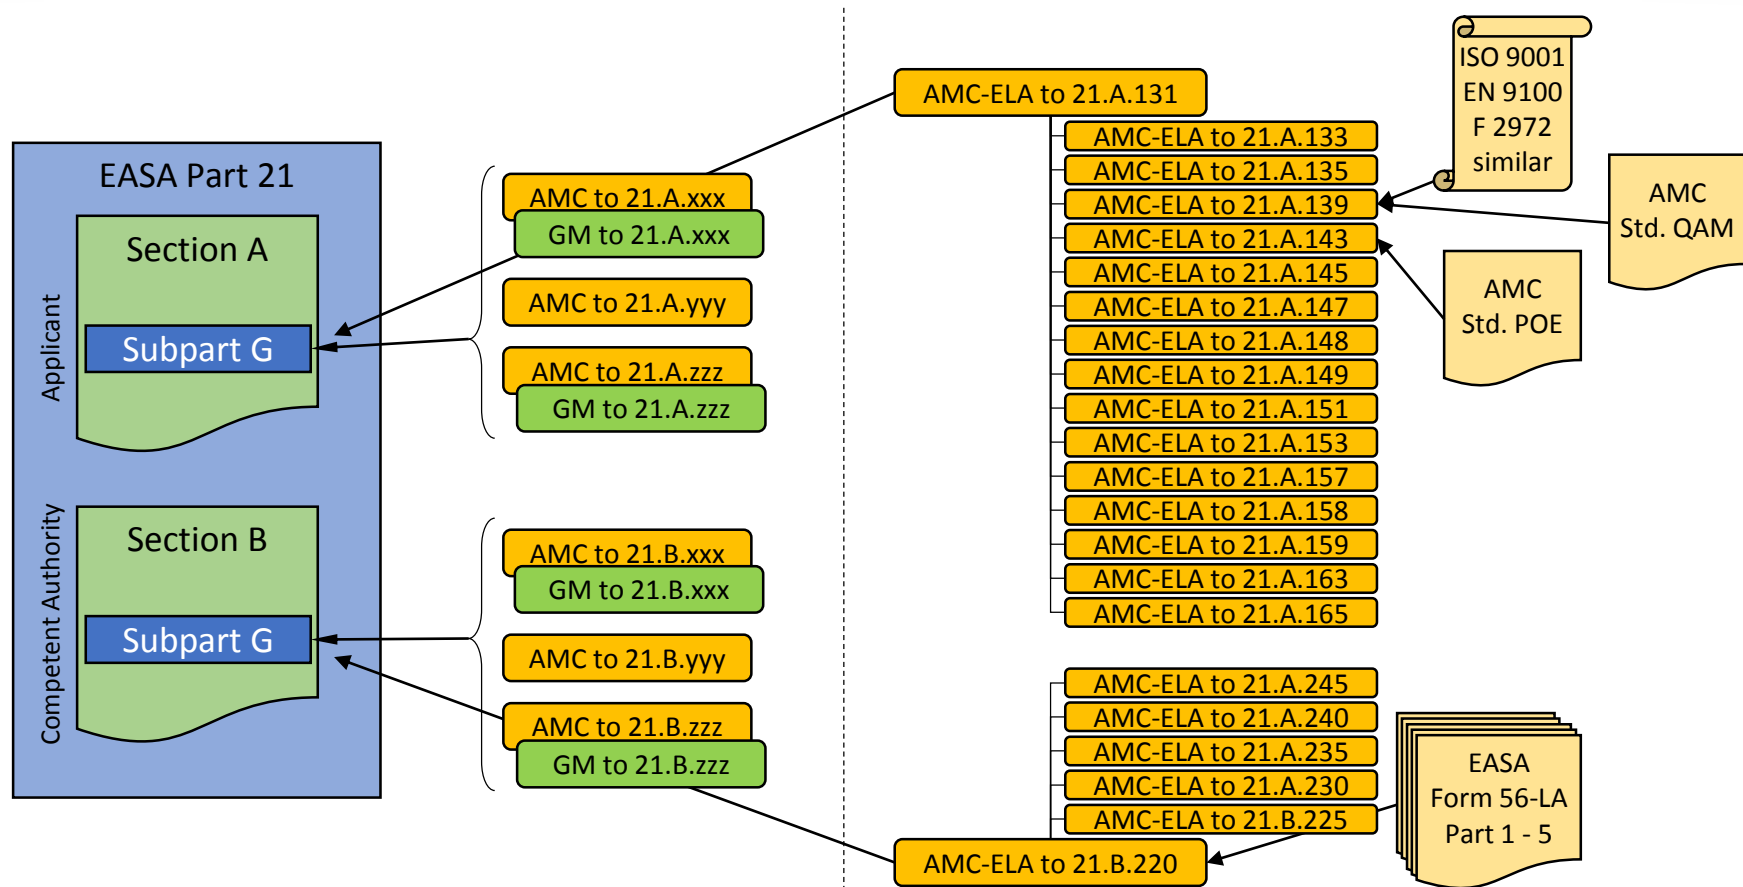 EASA Part 21
Section A
Subpart G
Applicant
Section B
Subpart G
Competent Authority
AMC to 21.A.xxx
GM to 21.A.xxx
AMC to 21.A.yyy
AMC to 21.A.zzz
GM to 21.A.zzz
AMC to 21.B.xxx
GM to 21.B.xxx
AMC to 21.B.yyy
AMC to 21.B.zzz
GM to 21.B.zzz
AMC-ELA to 21.A.131
AMC-ELA to 21.A.133
AMC-ELA to 21.A.135
AMC-ELA to 21.A.139
AMC-ELA to 21.A.143
AMC-ELA to 21.A.145
AMC-ELA to 21.A.147
AMC-ELA to 21.A.148
AMC-ELA to 21.A.149
AMC-ELA to 21.A.151
AMC-ELA to 21.A.153
AMC-ELA to 21.A.157
AMC-ELA to 21.A.158
AMC-ELA to 21.A.159
AMC-ELA to 21.A.163
AMC-ELA to 21.A.165
AMC-ELA to 21.A.245
AMC-ELA to 21.A.240
AMC-ELA to 21.A.235
AMC-ELA to 21.A.230
AMC-ELA to 21.B.225
AMC-ELA to 21.B.220
ISO 9001
EN 9100
F 2972
similar
AMC
Std. QAM
AMC
Std. POE
EASA
Form 56-LA
Part 1 - 5